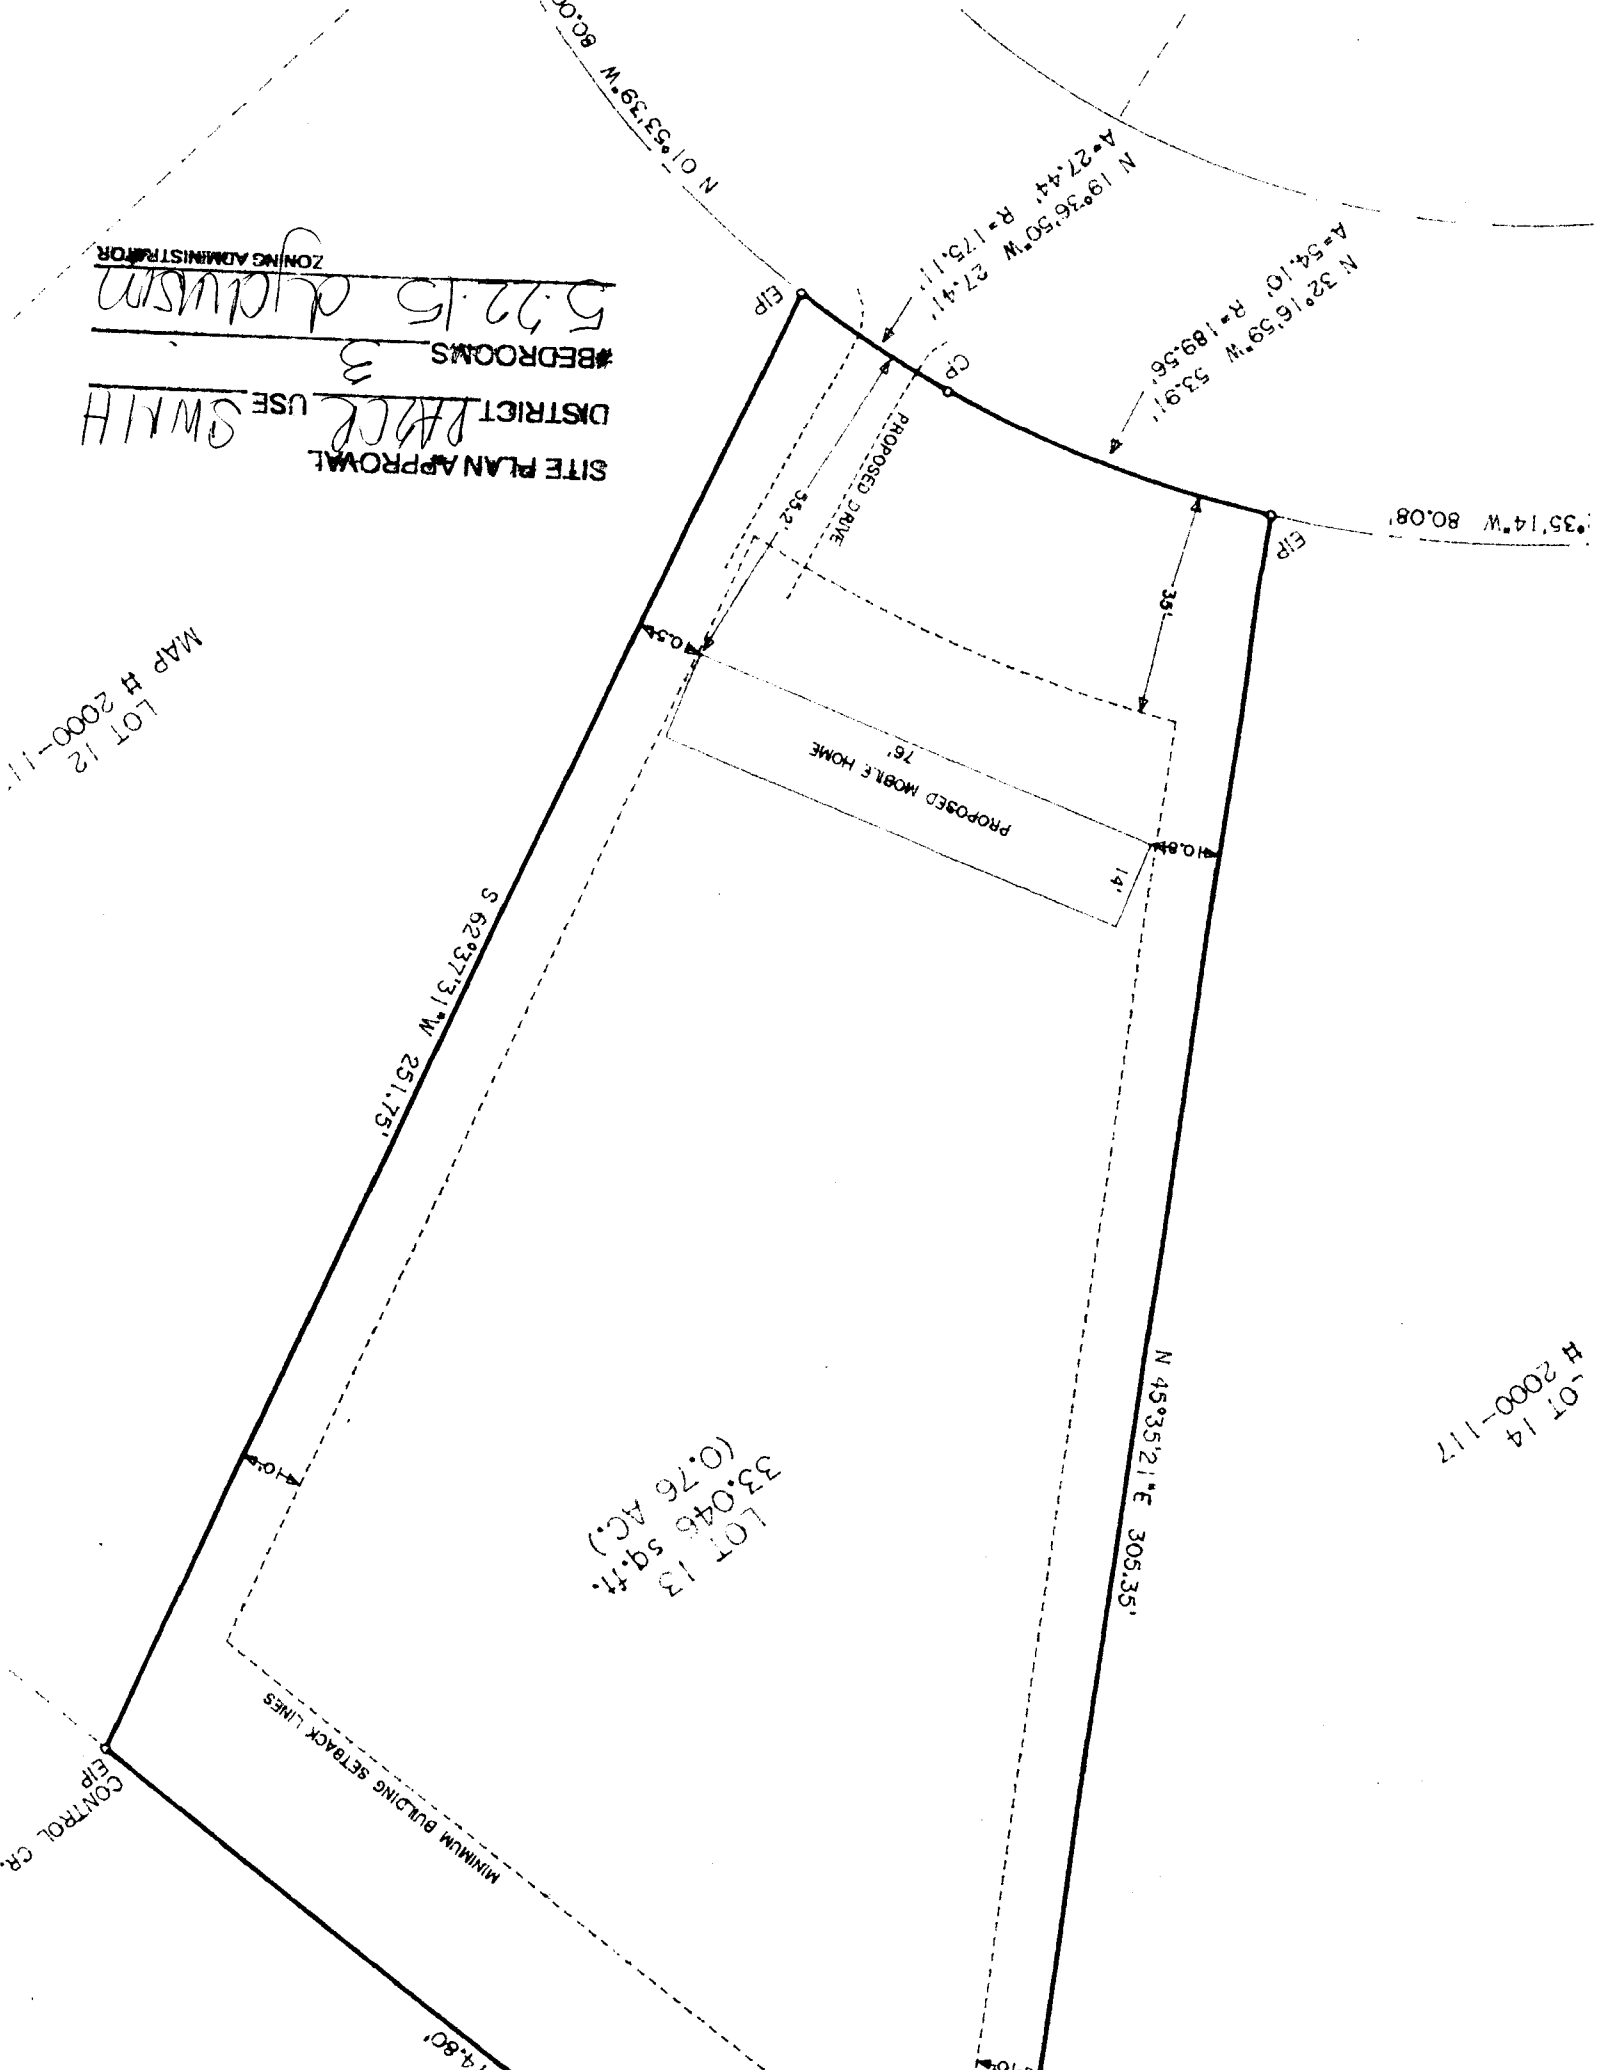 SITE PLAN APPROVAL
DISTRICT RA20R USE SWMH
#BEDROOMS 3
5.22.15
ZONING ADMINISTRATOR
N 01°53'39"W 80.0
N 19°36'50"W 27.41'
A=27.44' R=175.11'
N 32°16'59"W 53.91'
A=54.10' R=189.56'
°35'14"W 80.08'
EIP
CP
EIP
PROPOSED DRIVE
55.2'
35'
10.5'
10.8'
PROPOSED MOBILE HOME
76'
14'
LOT 12
MAP # 2000-11
S 62°37'31"W 251.75'
N 45°35'21"E 305.35'
LOT 14
# 2000-117
LOT 13
33,046 sq.ft.
(0.76 AC.)
10'
MINIMUM BUILDING SETBACK LINES
EIP
CONTROL CR.
4.80'
10'